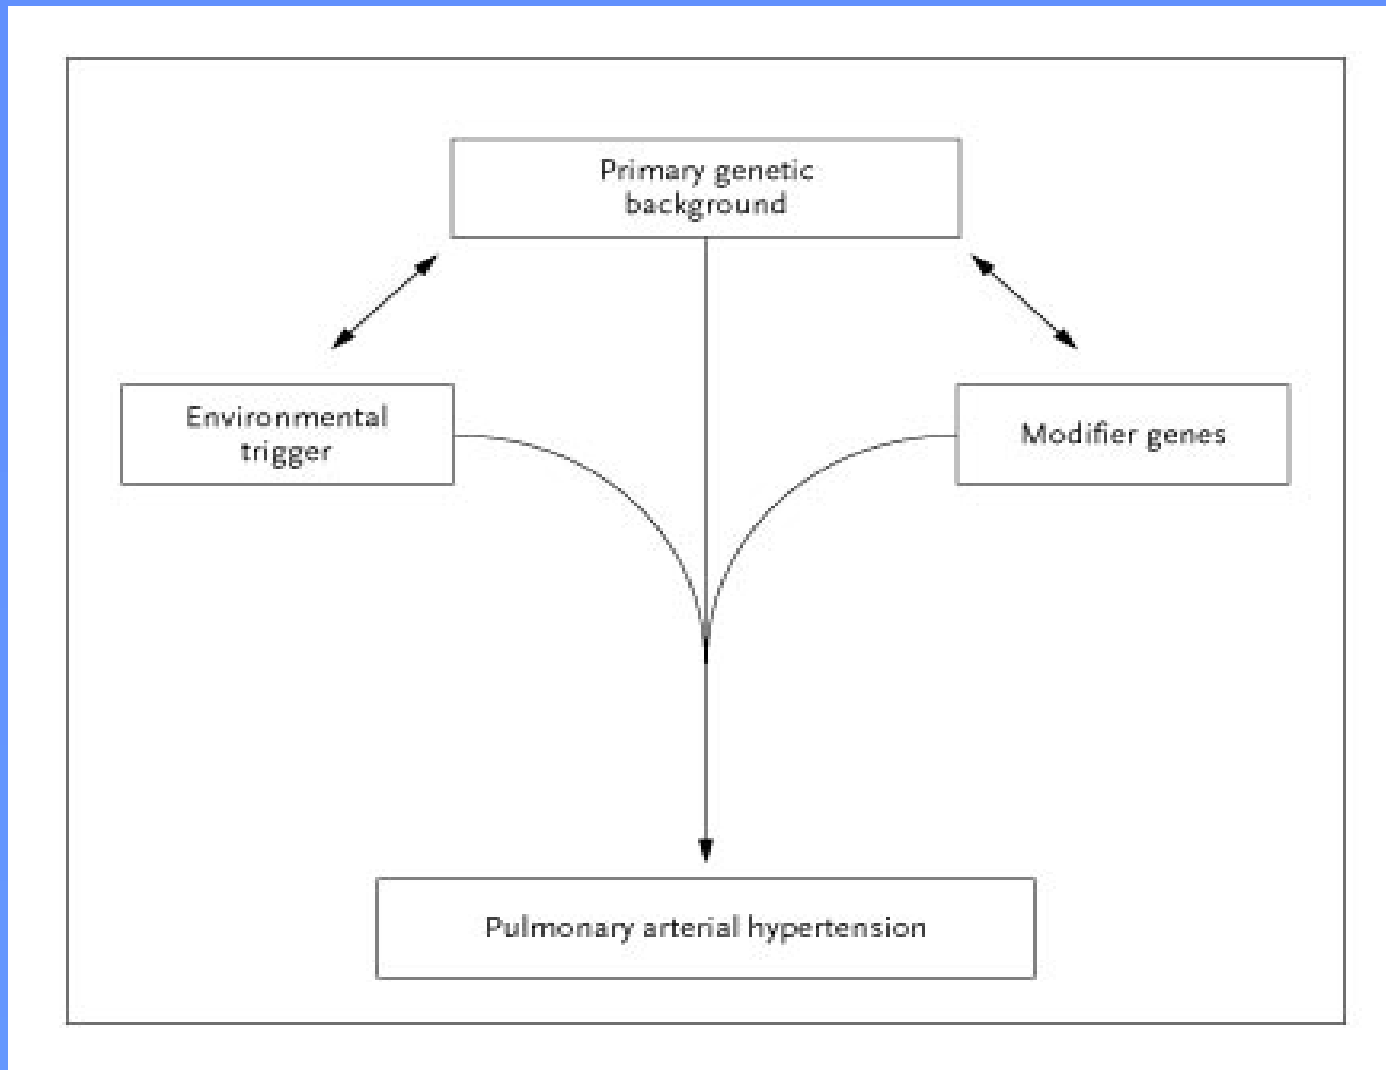 Primary genetic
background
Environmental
trigger
Modifier genes
Pulmonary arterial hypertension